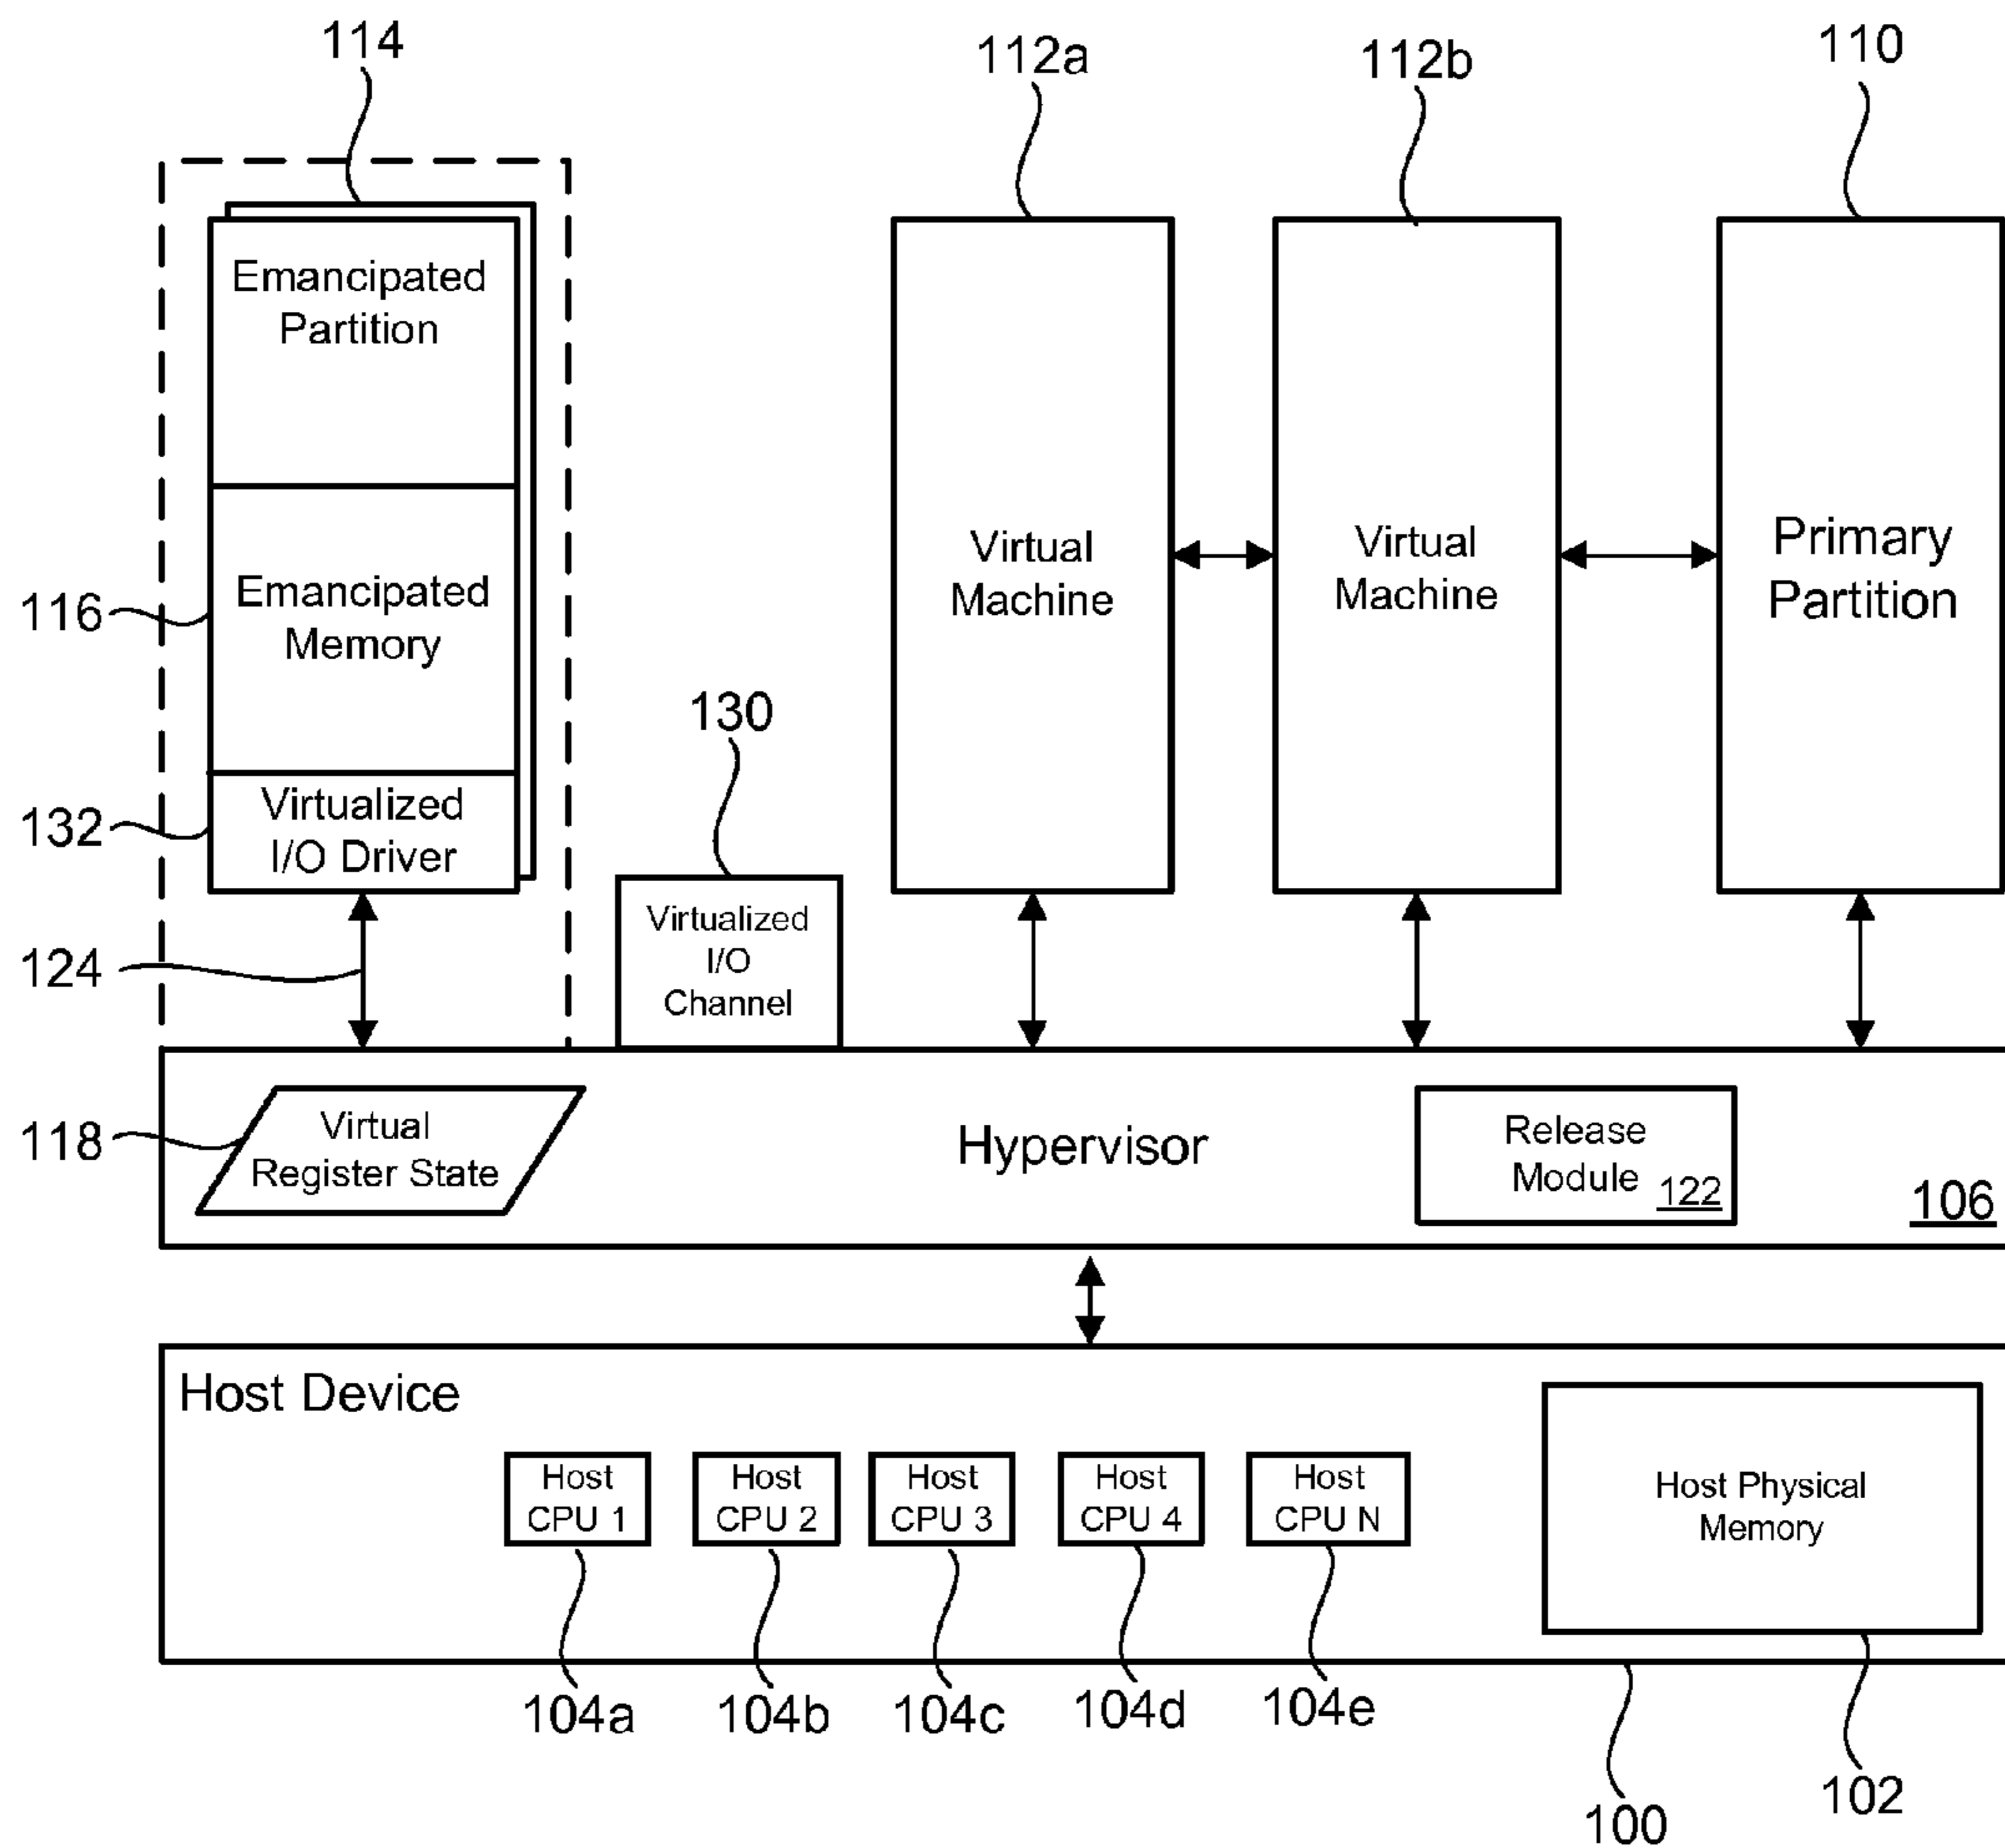 114
112a
112b
110
Emancipated
Partition
116
Emancipated
Memory
Virtual
Machine
Virtual
Machine
Primary
Partition
130
132
Virtualized
I/O Driver
Virtualized
I/O
Channel
124
118
Virtual
Register State
Hypervisor
Release
Module 122
106
Host Device
Host
CPU 1
Host
CPU 2
Host
CPU 3
Host
CPU 4
Host
CPU N
Host Physical
Memory
104a
104b
104c
104d
104e
102
100